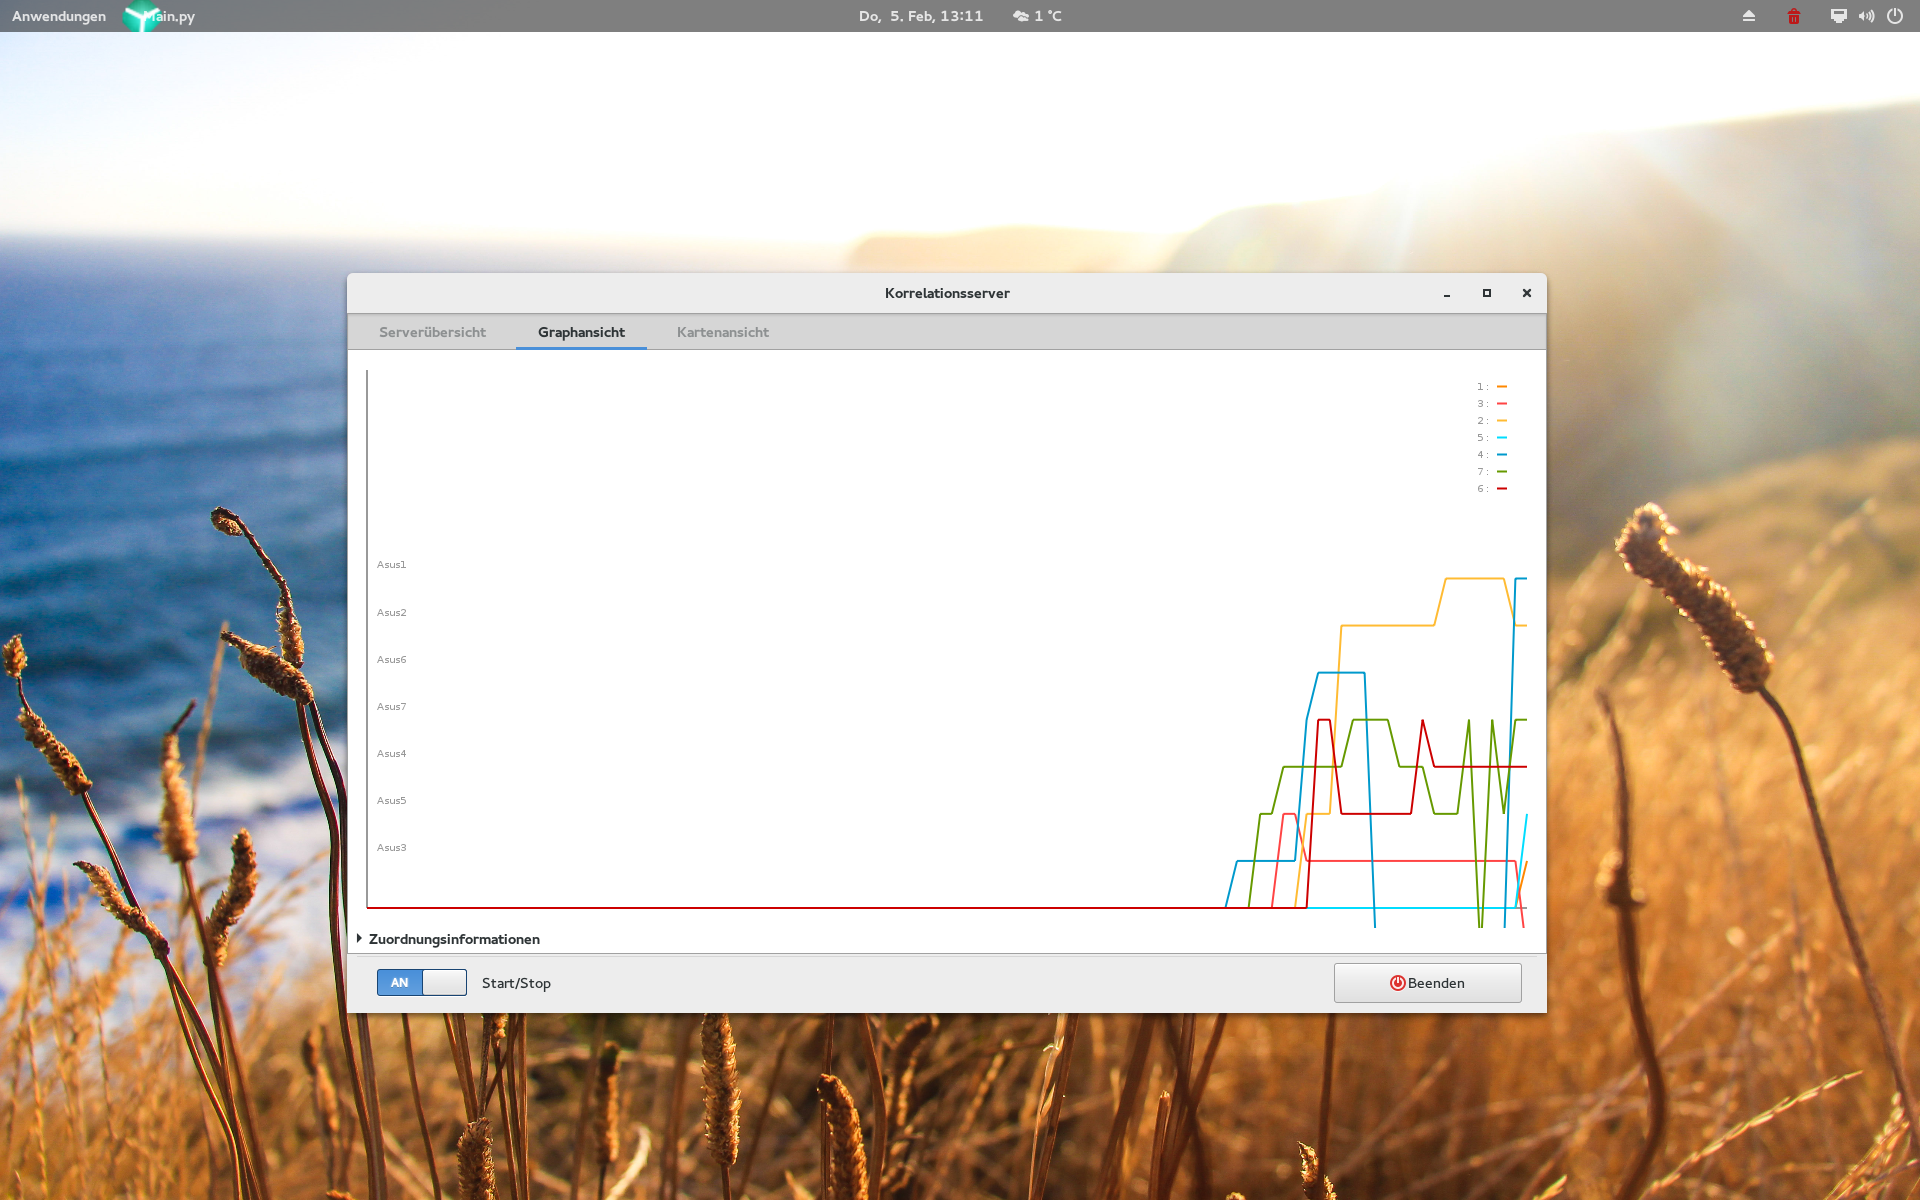 Anwendungen Main.py Do, 5. Feb, 13:11 1 °C
Korrelationsserver
Serverübersicht Graphansicht Kartenansicht
1 :
3 :
2 :
5 :
4 :
7 :
6 :
Asus1
Asus2
Asus6
Asus7
Asus4
Asus5
Asus3
Zuordnungsinformationen
AN Start/Stop Beenden